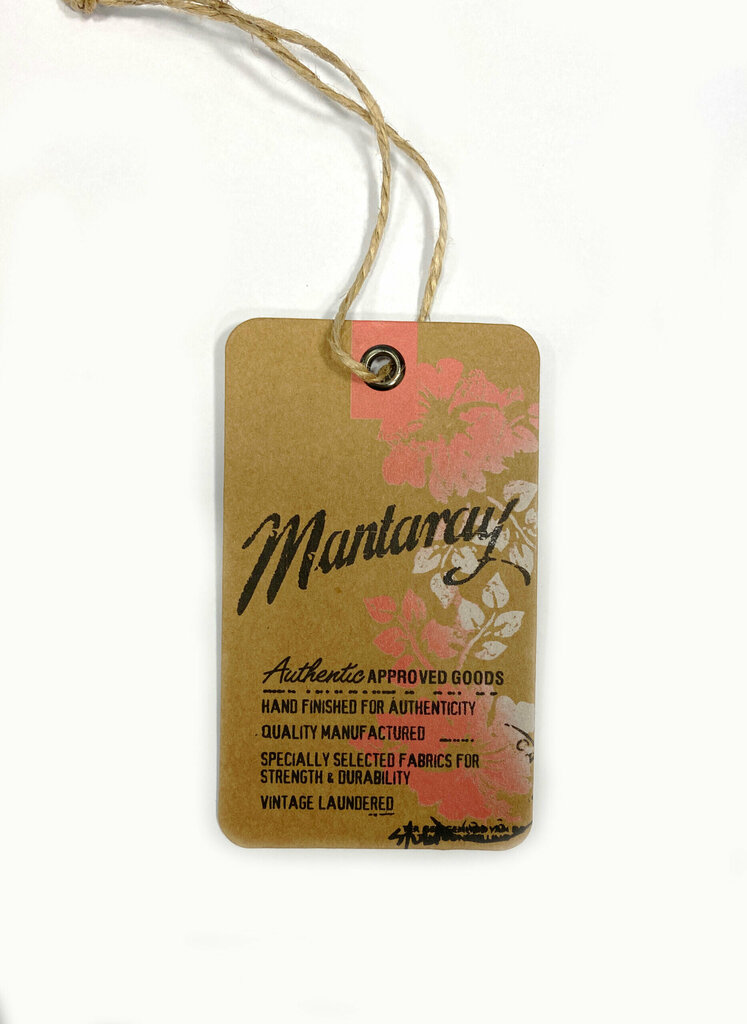 Mantaray
Authentic APPROVED GOODS
HAND FINISHED FOR AUTHENTICITY
QUALITY MANUFACTURED
SPECIALLY SELECTED FABRICS FOR
STRENGTH & DURABILITY
VINTAGE LAUNDERED